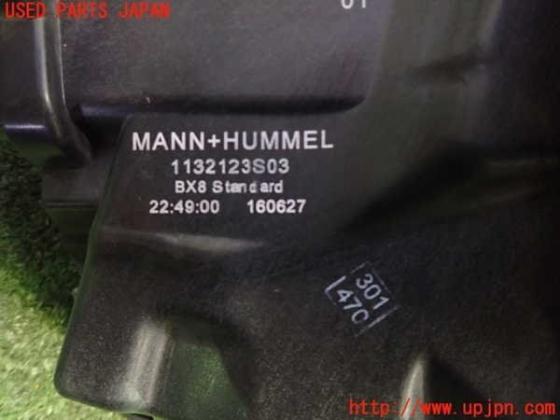 USED PARTS JAPAN
01
MANN+HUMMEL
1132123S03
BX8 Standard
22:49:00 160627
301
470
http://www.upjpn.com/